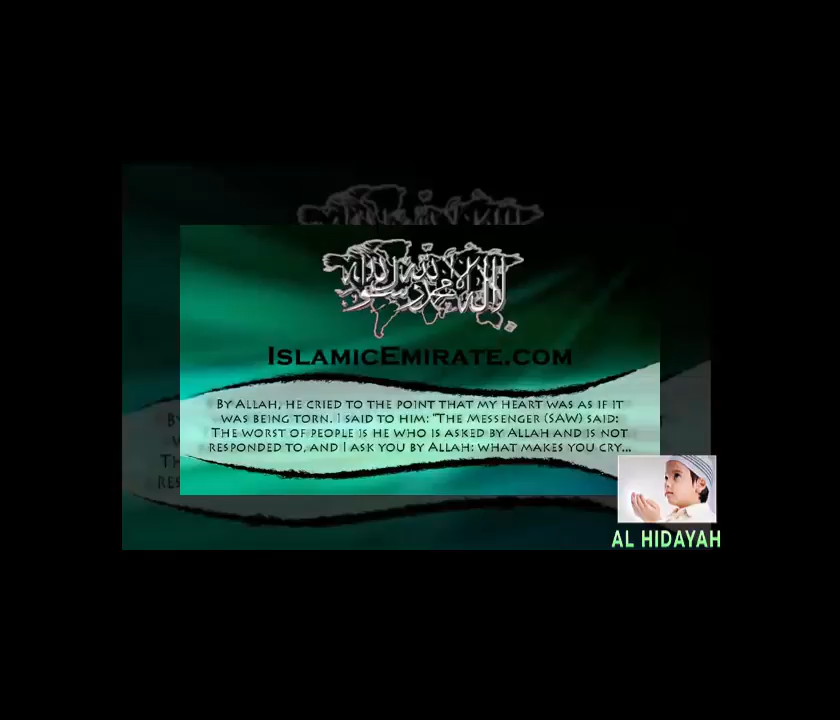 لا إله إلا الله محمد رسول الله
IslamicEmirate.com
By Allah, he cried to the point that my heart was as if it
was being torn. I said to him: "The Messenger (SAW) said:
The worst of people is he who is asked by Allah and is not
responded to, and I ask you by Allah: what makes you cry...
AL HIDAYAH